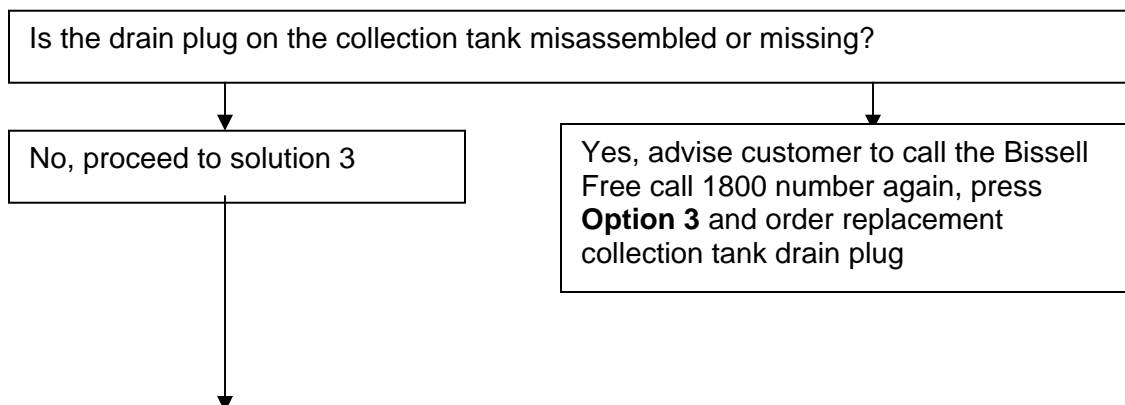 Is the drain plug on the collection tank misassembled or missing?
No, proceed to solution 3
Yes, advise customer to call the Bissell
Free call 1800 number again, press
Option 3 and order replacement
collection tank drain plug